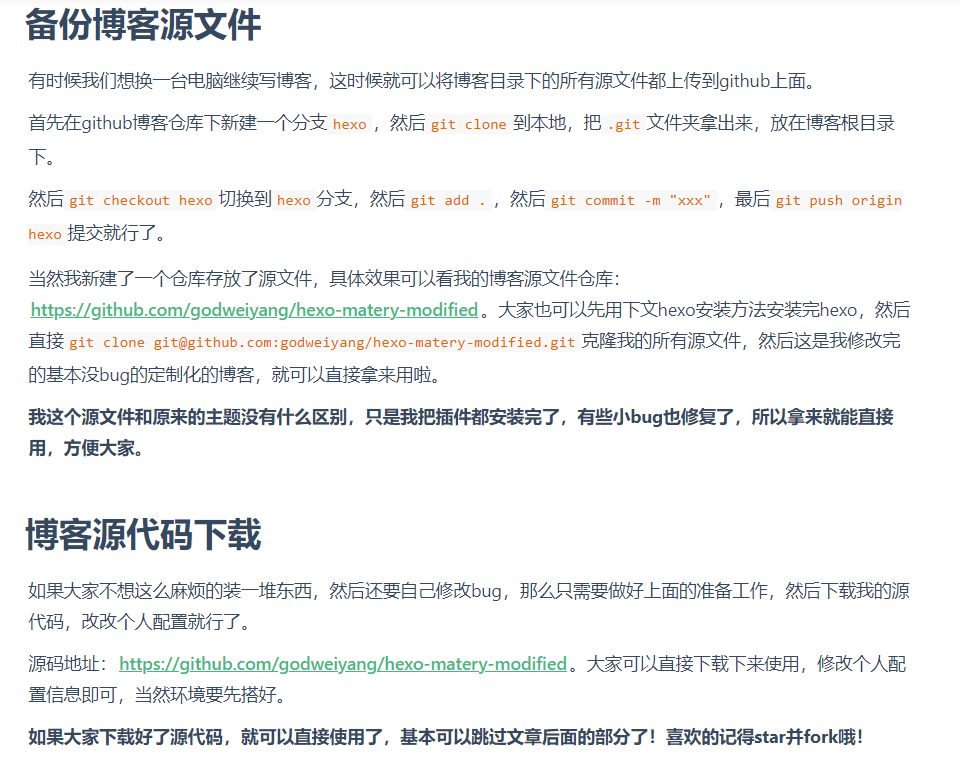 备份博客源文件
有时候我们想换一台电脑继续写博客，这时候就可以将博客目录下的所有源文件都上传到github上面。
首先在github博客仓库下新建一个分支 hexo ，然后 git clone 到本地，把 .git 文件夹拿出来，放在博客根目录
下。
然后 git checkout hexo 切换到 hexo 分支，然后 git add . ，然后 git commit -m "xxx" ，最后 git push origin
hexo 提交就行了。
当然我新建了一个仓库存放了源文件，具体效果可以看我的博客源文件仓库：
https://github.com/godweiyang/hexo-matery-modified。大家也可以先用下文hexo安装方法安装完hexo，然后
直接 git clone git@github.com:godweiyang/hexo-matery-modified.git 克隆我的所有源文件，然后这是我修改完
的基本没bug的定制化的博客，就可以直接拿来用啦。
我这个源文件和原来的主题没有什么区别，只是我把插件都安装完了，有些小bug也修复了，所以拿来就能直接
用，方便大家。
博客源代码下载
如果大家不想这么麻烦的装一堆东西，然后还要自己修改bug，那么只需要做好上面的准备工作，然后下载我的源
代码，改改个人配置就行了。
源码地址：https://github.com/godweiyang/hexo-matery-modified。大家可以直接下载下来使用，修改个人配
置信息即可，当然环境要先搭好。
如果大家下载好了源代码，就可以直接使用了，基本可以跳过文章后面的部分了！喜欢的记得star并fork哦！